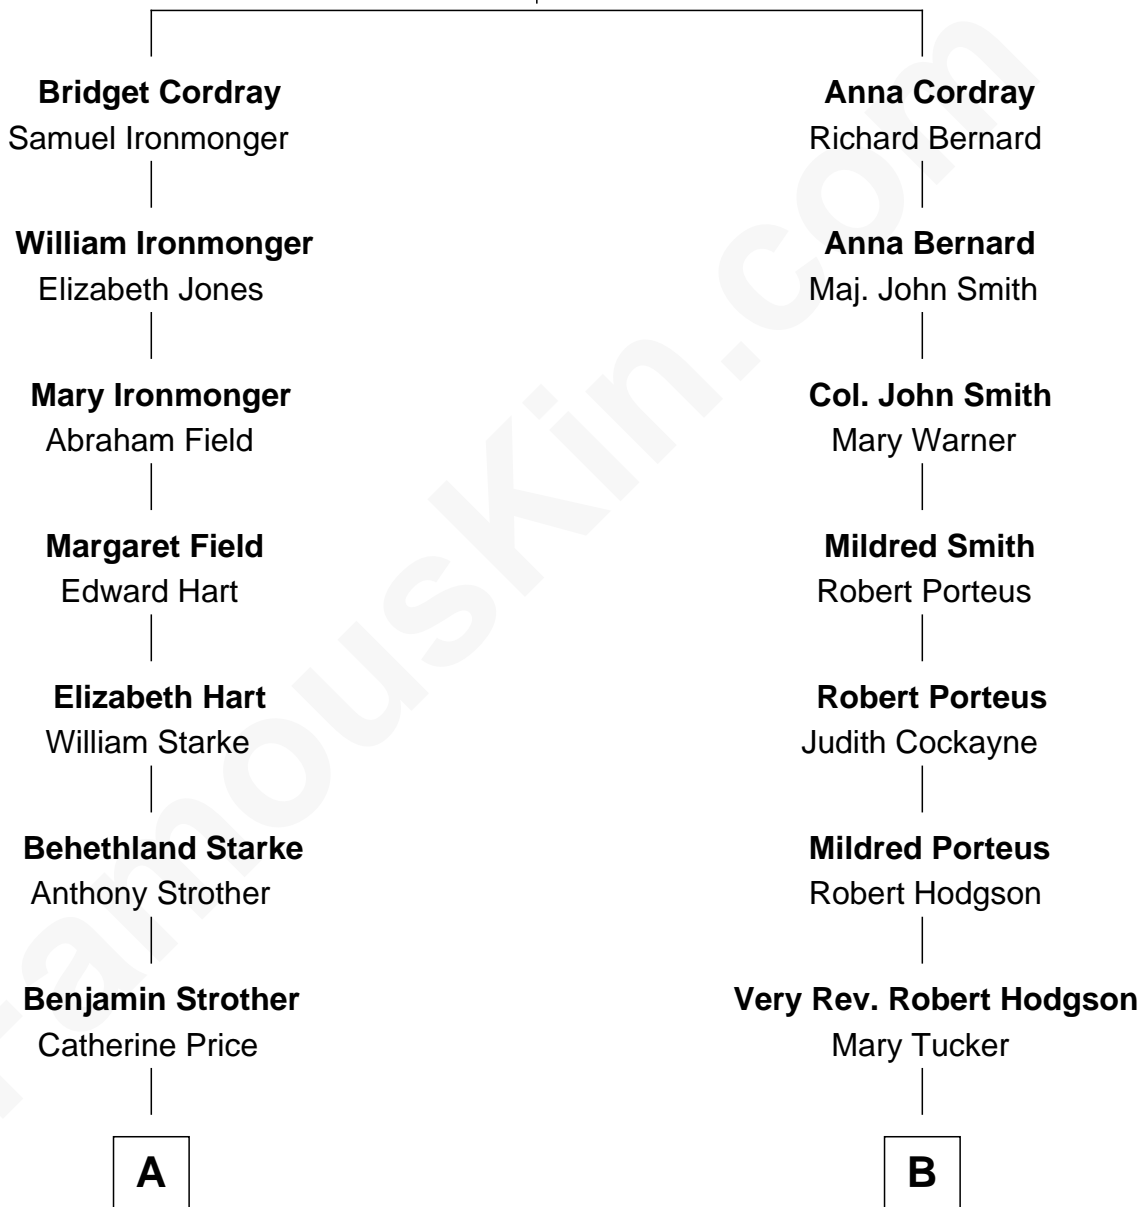 Bridget Cordray
Samuel Ironmonger
William Ironmonger
Elizabeth Jones
Mary Ironmonger
Abraham Field
Margaret Field
Edward Hart
Elizabeth Hart
William Starke
Behethland Starke
Anthony Strother
Benjamin Strother
Catherine Price
A
Anna Cordray
Richard Bernard
Anna Bernard
Maj. John Smith
Col. John Smith
Mary Warner
Mildred Smith
Robert Porteus
Robert Porteus
Judith Cockayne
Mildred Porteus
Robert Hodgson
Very Rev. Robert Hodgson
Mary Tucker
B
FamousKin.com